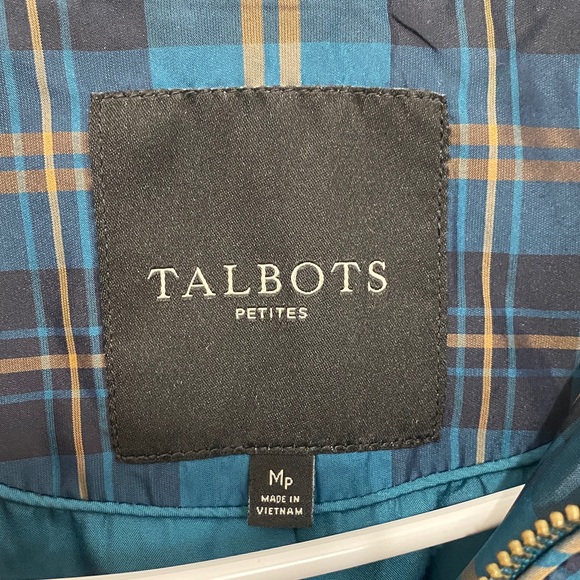 TALBOTS
PETITES
Mp
MADE IN
VIETNAM